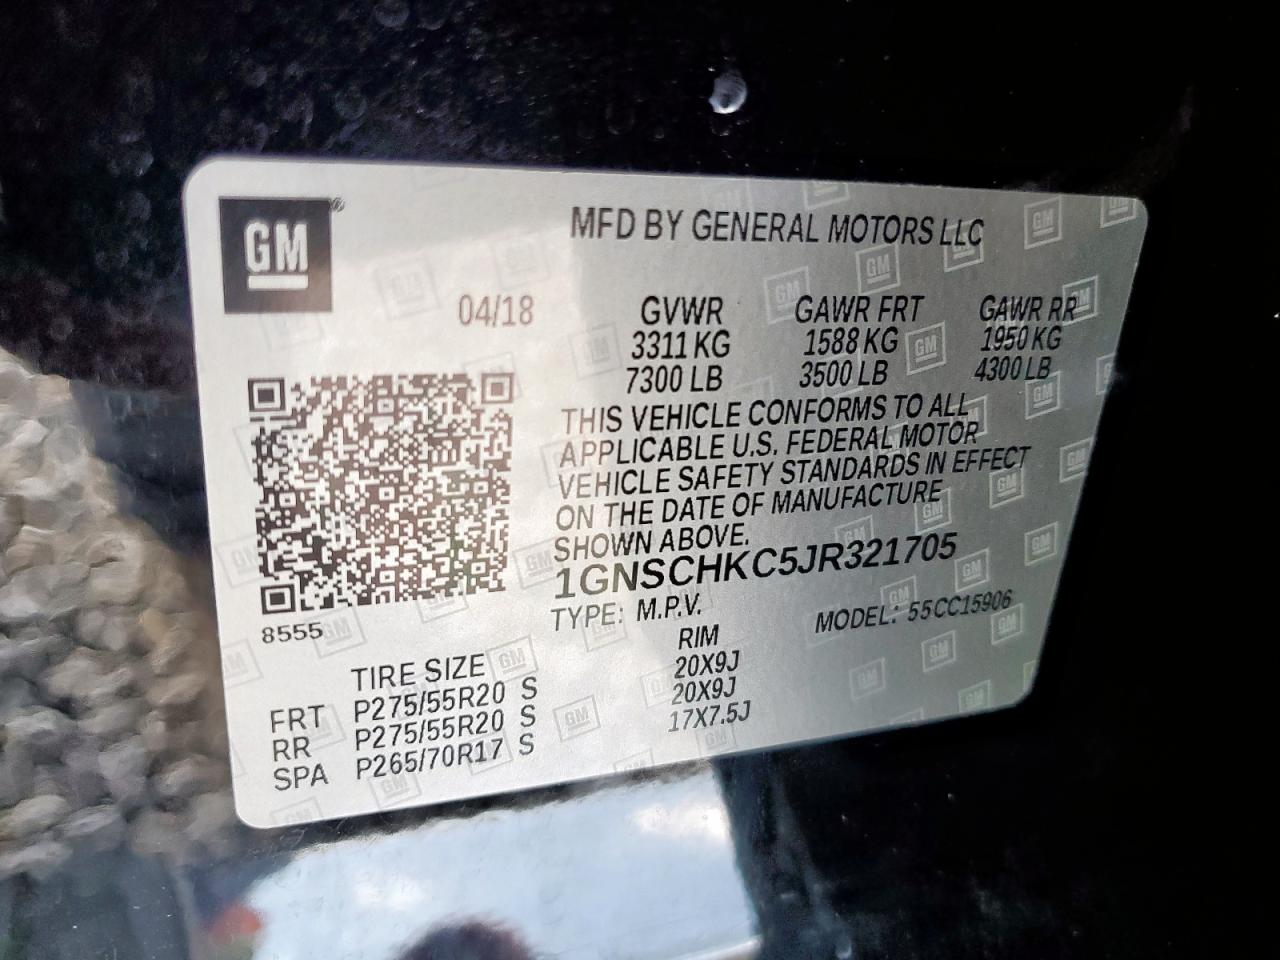 GM®
MFD BY GENERAL MOTORS LLC
04/18
GVWR GAWR FRT GAWR RR
3311 KG 1588 KG 1950 KG
7300 LB 3500 LB 4300 LB
THIS VEHICLE CONFORMS TO ALL
APPLICABLE U.S. FEDERAL MOTOR
VEHICLE SAFETY STANDARDS IN EFFECT
ON THE DATE OF MANUFACTURE
SHOWN ABOVE.
1GNSCHKC5JR321705
TYPE: M.P.V. MODEL: 55CC15906
8555
TIRE SIZE RIM
FRT P275/55R20 S 20X9J
RR P275/55R20 S 20X9J
SPA P265/70R17 S 17X7.5J